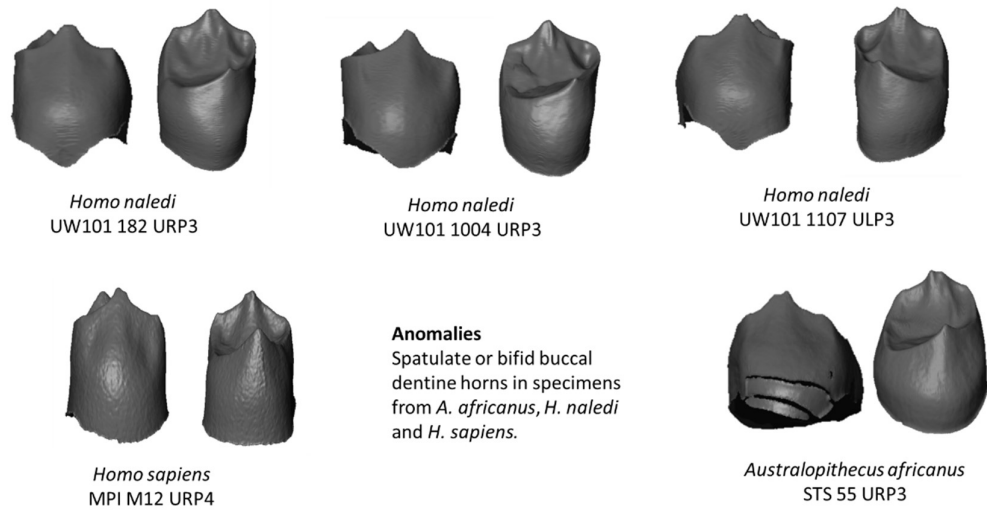 Homo naledi
UW101 182 URP3
Homo naledi
UW101 1004 URP3
Homo naledi
UW101 1107 ULP3
Homo sapiens
MPI M12 URP4
Anomalies
Spatulate or bifid buccal
dentine horns in specimens
from A. africanus, H. naledi
and H. sapiens.
Australopithecus africanus
STS 55 URP3